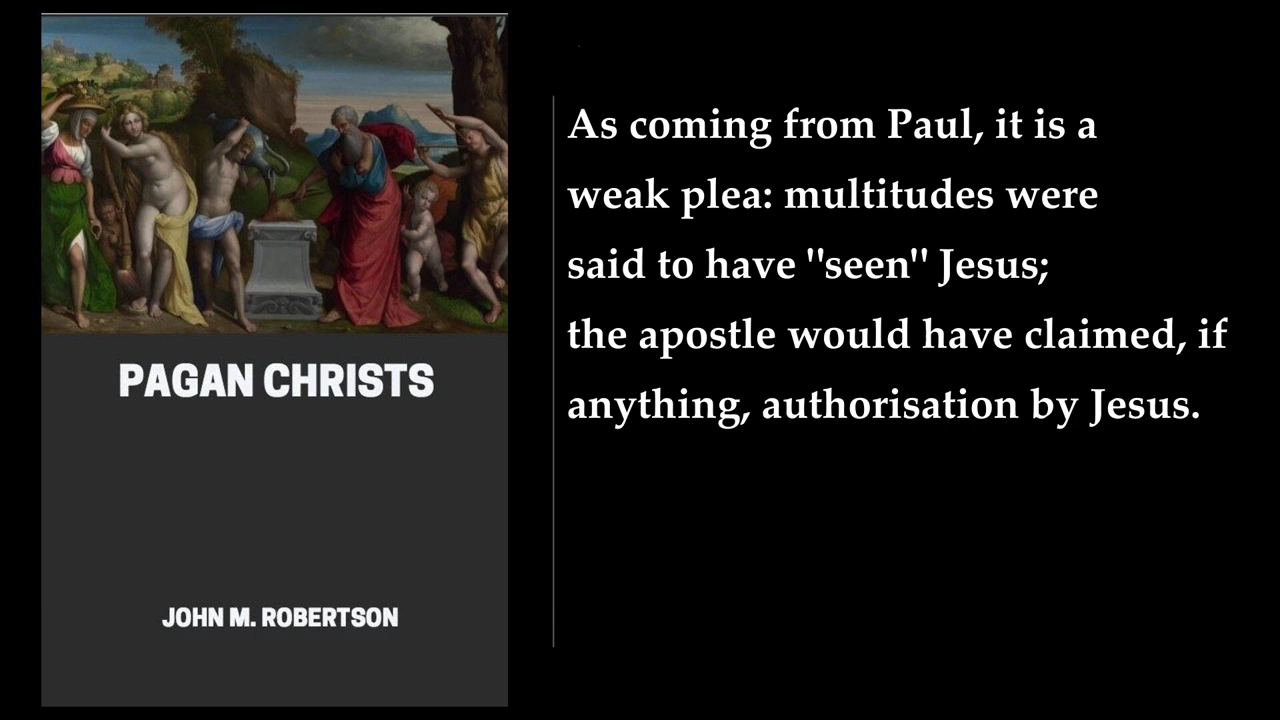 PAGAN CHRISTS
JOHN M. ROBERTSON
As coming from Paul, it is a
weak plea: multitudes were
said to have "seen" Jesus;
the apostle would have claimed, if
anything, authorisation by Jesus.